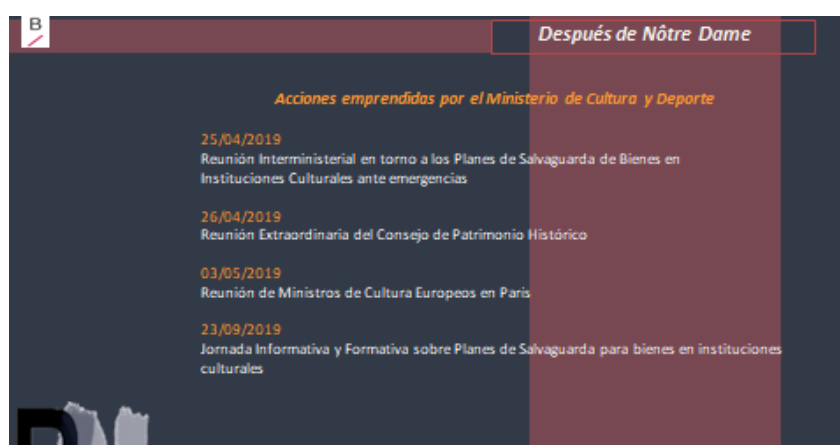 B
Después de Nôtre Dame
Acciones emprendidas por el Ministerio de Cultura y Deporte
25/04/2019
Reunión Interministerial en torno a los Planes de Salvaguarda de Bienes en
Instituciones Culturales ante emergencias
26/04/2019
Reunión Extraordinaria del Consejo de Patrimonio Histórico
03/05/2019
Reunión de Ministros de Cultura Europeos en Paris
23/09/2019
Jornada Informativa y Formativa sobre Planes de Salvaguarda para bienes en instituciones
culturales